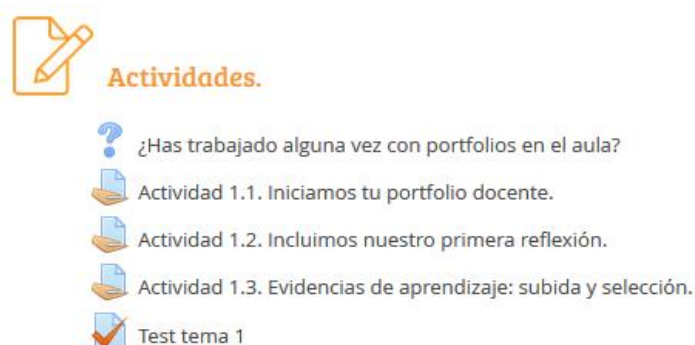 Actividades.
¿Has trabajado alguna vez con portfolios en el aula?
Actividad 1.1. Iniciamos tu portfolio docente.
Actividad 1.2. Incluimos nuestro primera reflexión.
Actividad 1.3. Evidencias de aprendizaje: subida y selección.
Test tema 1